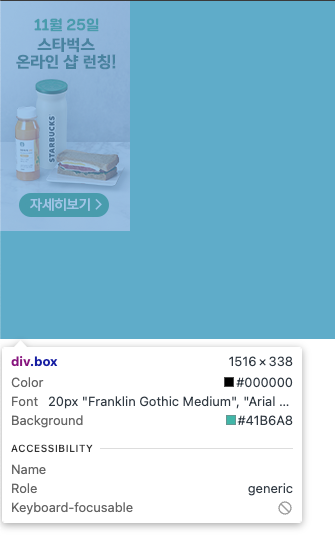 11월 25일
스타벅스
온라인 샵 런칭!
STARBUCKS
자세히보기 >
div.box 1516 × 338
Color #000000
Font 20px "Franklin Gothic Medium", "Arial ...
Background #41B6A8
ACCESSIBILITY
Name
Role generic
Keyboard-focusable